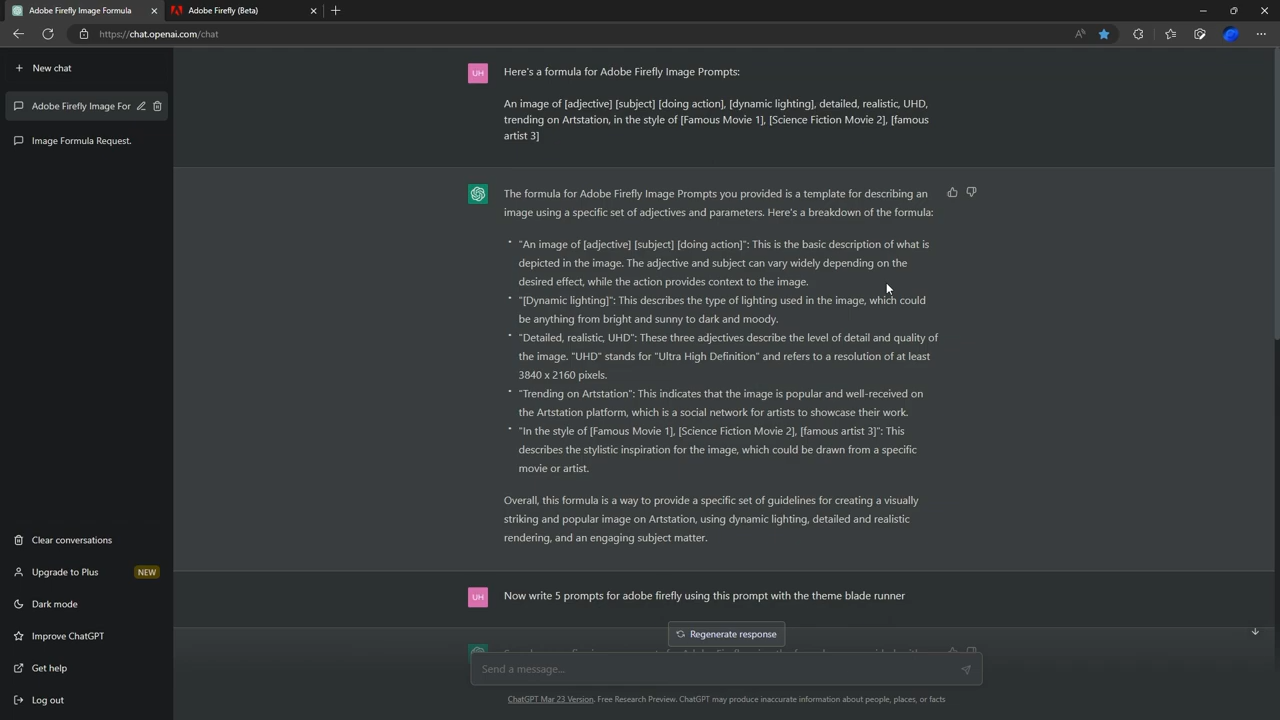 Adobe Firefly Image Formula
Adobe Firefly (Beta)
https://chat.openai.com/chat
New chat
Adobe Firefly Image For
Image Formula Request.
Clear conversations
Upgrade to Plus
NEW
Dark mode
Improve ChatGPT
Get help
Log out
UH
Here's a formula for Adobe Firefly Image Prompts:
An image of [adjective] [subject] [doing action], [dynamic lighting], detailed, realistic, UHD,
trending on Artstation, in the style of [Famous Movie 1], [Science Fiction Movie 2], [famous
artist 3]
The formula for Adobe Firefly Image Prompts you provided is a template for describing an
image using a specific set of adjectives and parameters. Here's a breakdown of the formula:
• "An image of [adjective] [subject] [doing action]": This is the basic description of what is
depicted in the image. The adjective and subject can vary widely depending on the
desired effect, while the action provides context to the image.
• "[Dynamic lighting]": This describes the type of lighting used in the image, which could
be anything from bright and sunny to dark and moody.
• "Detailed, realistic, UHD": These three adjectives describe the level of detail and quality of
the image. "UHD" stands for "Ultra High Definition" and refers to a resolution of at least
3840 x 2160 pixels.
• "Trending on Artstation": This indicates that the image is popular and well-received on
the Artstation platform, which is a social network for artists to showcase their work.
• "In the style of [Famous Movie 1], [Science Fiction Movie 2], [famous artist 3]": This
describes the stylistic inspiration for the image, which could be drawn from a specific
movie or artist.
Overall, this formula is a way to provide a specific set of guidelines for creating a visually
striking and popular image on Artstation, using dynamic lighting, detailed and realistic
rendering, and an engaging subject matter.
UH
Now write 5 prompts for adobe firefly using this prompt with the theme blade runner
Regenerate response
Send a message...
ChatGPT Mar 23 Version. Free Research Preview. ChatGPT may produce inaccurate information about people, places, or facts